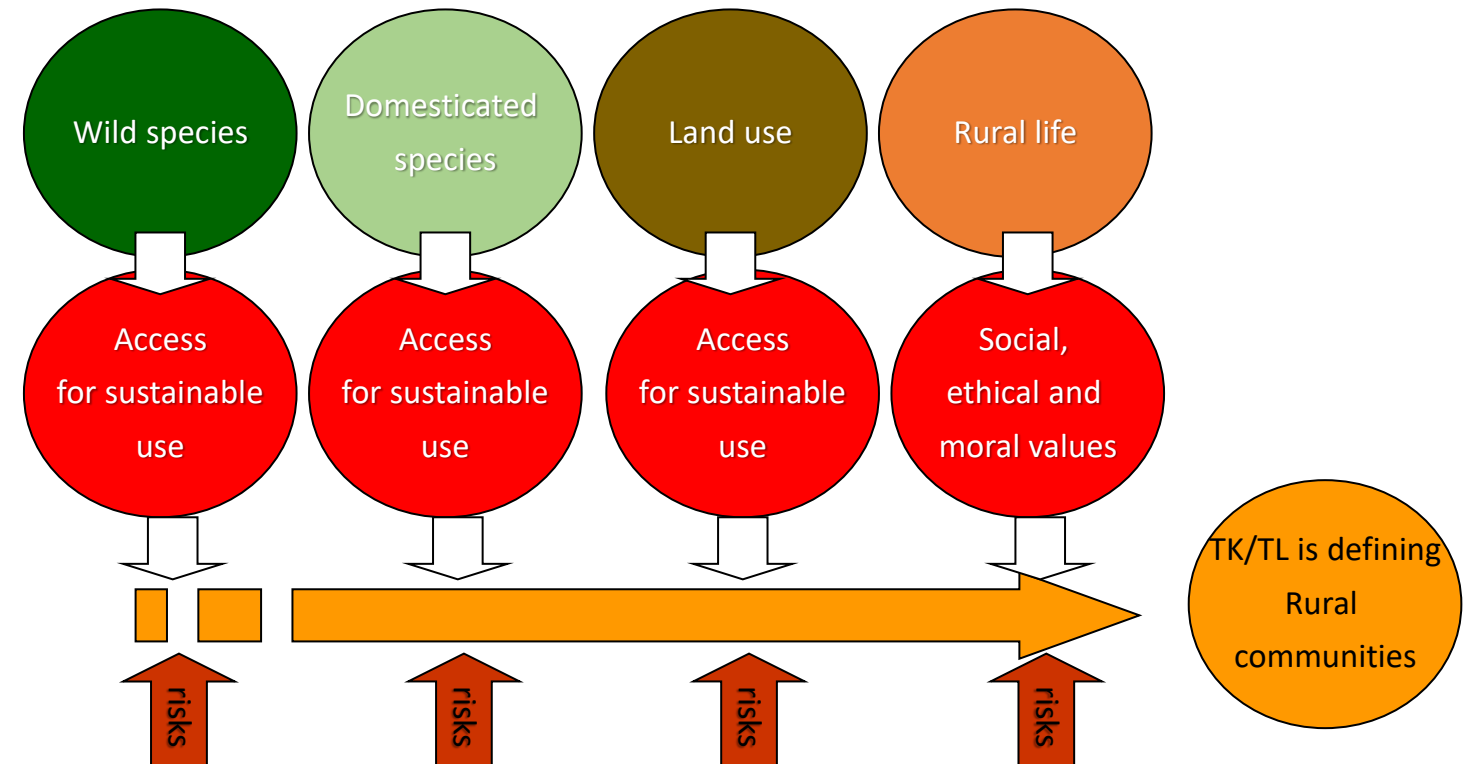 Wild species
Domesticated
species
Land use
Rural life
Access
for sustainable
use
Access
for sustainable
use
Access
for sustainable
use
Social,
ethical and
moral values
TK/TL is defining
Rural
communities
risks
risks
risks
risks